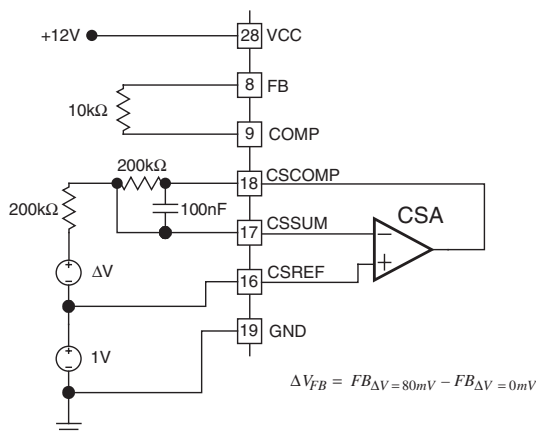 +12V
28 VCC
8 FB
10kΩ
9 COMP
200kΩ
18 CSCOMP
200kΩ
100nF
CSA
17 CSSUM
−
ΔV
16 CSREF
+
1V
19 GND
ΔV_FB = FB_ΔV = 80mV − FB_ΔV = 0mV